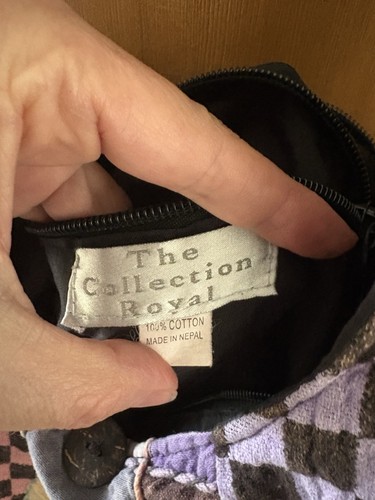 The
Collection
Royal
100% COTTON
MADE IN NEPAL